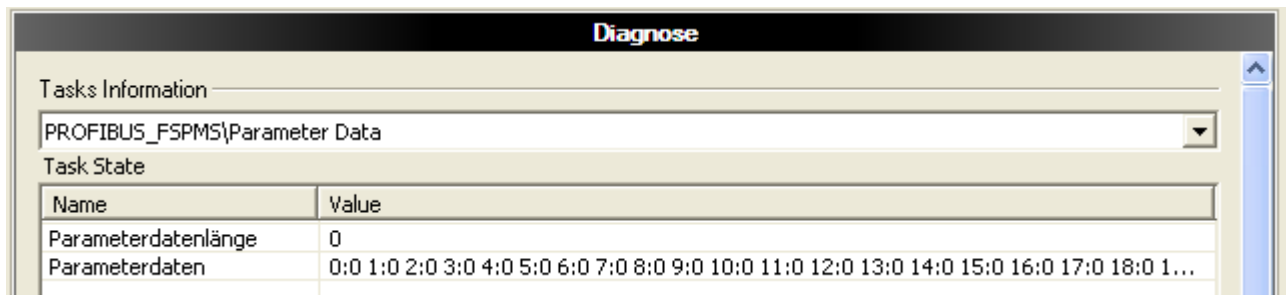 Diagnose
Tasks Information
PROFIBUS_FSPMS\Parameter Data
Task State
Name Value
Parameterdatenlänge 0
Parameterdaten 0:0 1:0 2:0 3:0 4:0 5:0 6:0 7:0 8:0 9:0 10:0 11:0 12:0 13:0 14:0 15:0 16:0 17:0 18:0 1...